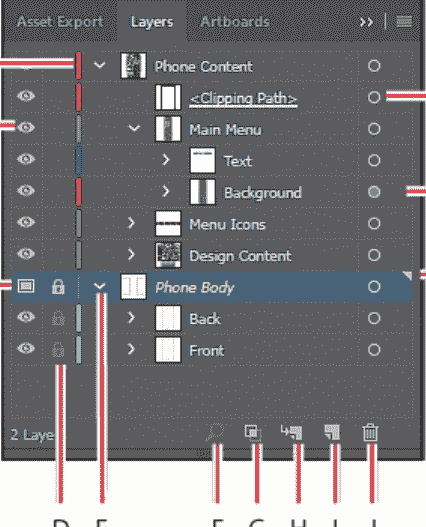 Asset Export Layers Artboards >>
Phone Content
<Clipping Path>
Main Menu
Text
Background
Menu Icons
Design Content
Phone Body
Back
Front
2 Laye